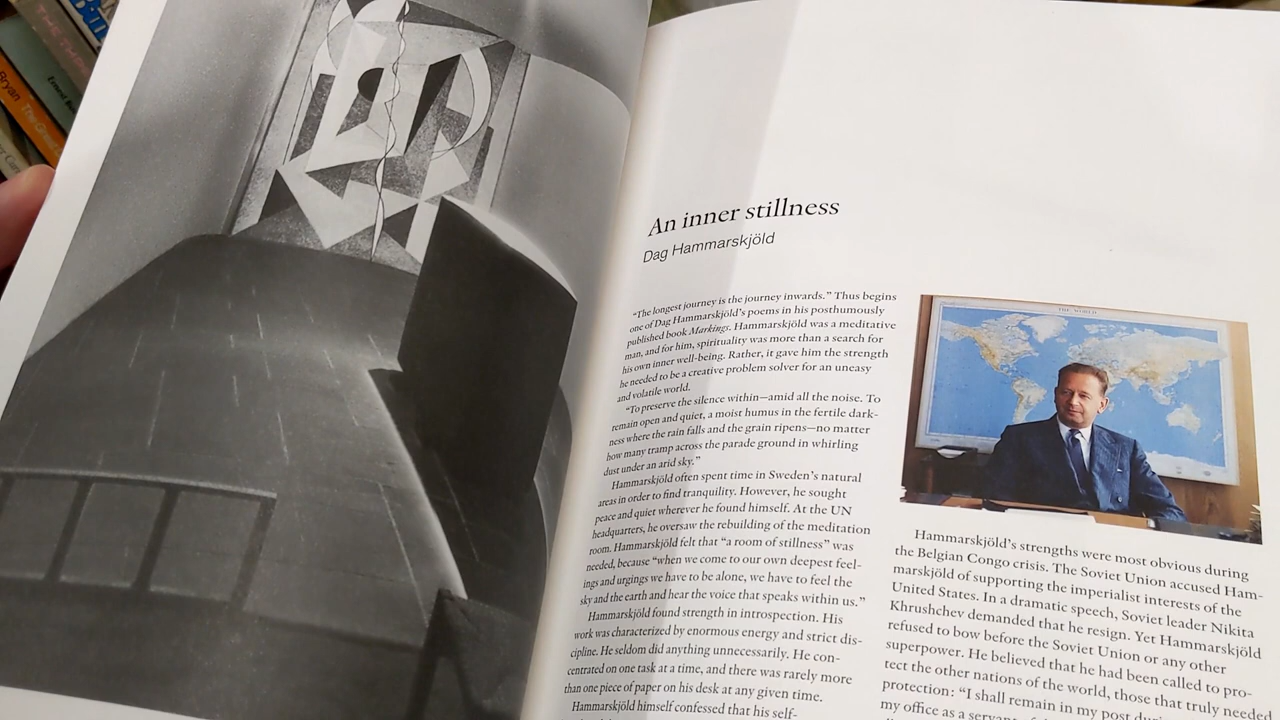 THE
Bryan
An inner stillness
Dag Hammarskjöld
“The longest journey is the journey inwards.” Thus begins
one of Dag Hammarskjöld’s poems in his posthumously
published book Markings. Hammarskjöld was a meditative
man, and for him, spirituality was more than a search for
his own inner well-being. Rather, it gave him the strength
he needed to be a creative problem solver for an uneasy
and volatile world.
“To preserve the silence within—amid all the noise. To
remain open and quiet, a moist humus in the fertile dark-
ness where the rain falls and the grain ripens—no matter
how many tramp across the parade ground in whirling
dust under an arid sky.”
Hammarskjöld often spent time in Sweden’s natural
areas in order to find tranquility. However, he sought
peace and quiet wherever he found himself. At the UN
headquarters, he oversaw the rebuilding of the meditation
room. Hammarskjöld felt that “a room of stillness” was
needed, because “when we come to our own deepest feel-
ings and urgings we have to be alone, we have to feel the
sky and the earth and hear the voice that speaks within us.”
Hammarskjöld found strength in introspection. His
work was characterized by enormous energy and strict dis-
cipline. He seldom did anything unnecessarily. He con-
centrated on one task at a time, and there was rarely more
than one piece of paper on his desk at any given time.
Hammarskjöld himself confessed that his self-
THE WORLD
Hammarskjöld’s strengths were most obvious during
the Belgian Congo crisis. The Soviet Union accused Ham-
marskjöld of supporting the imperialist interests of the
United States. In a dramatic speech, Soviet leader Nikita
Khrushchev demanded that he resign. Yet Hammarskjöld
refused to bow before the Soviet Union or any other
superpower. He believed that he had been called to pro-
tect the other nations of the world, those that truly needed
protection: “I shall remain in my post
my office as a